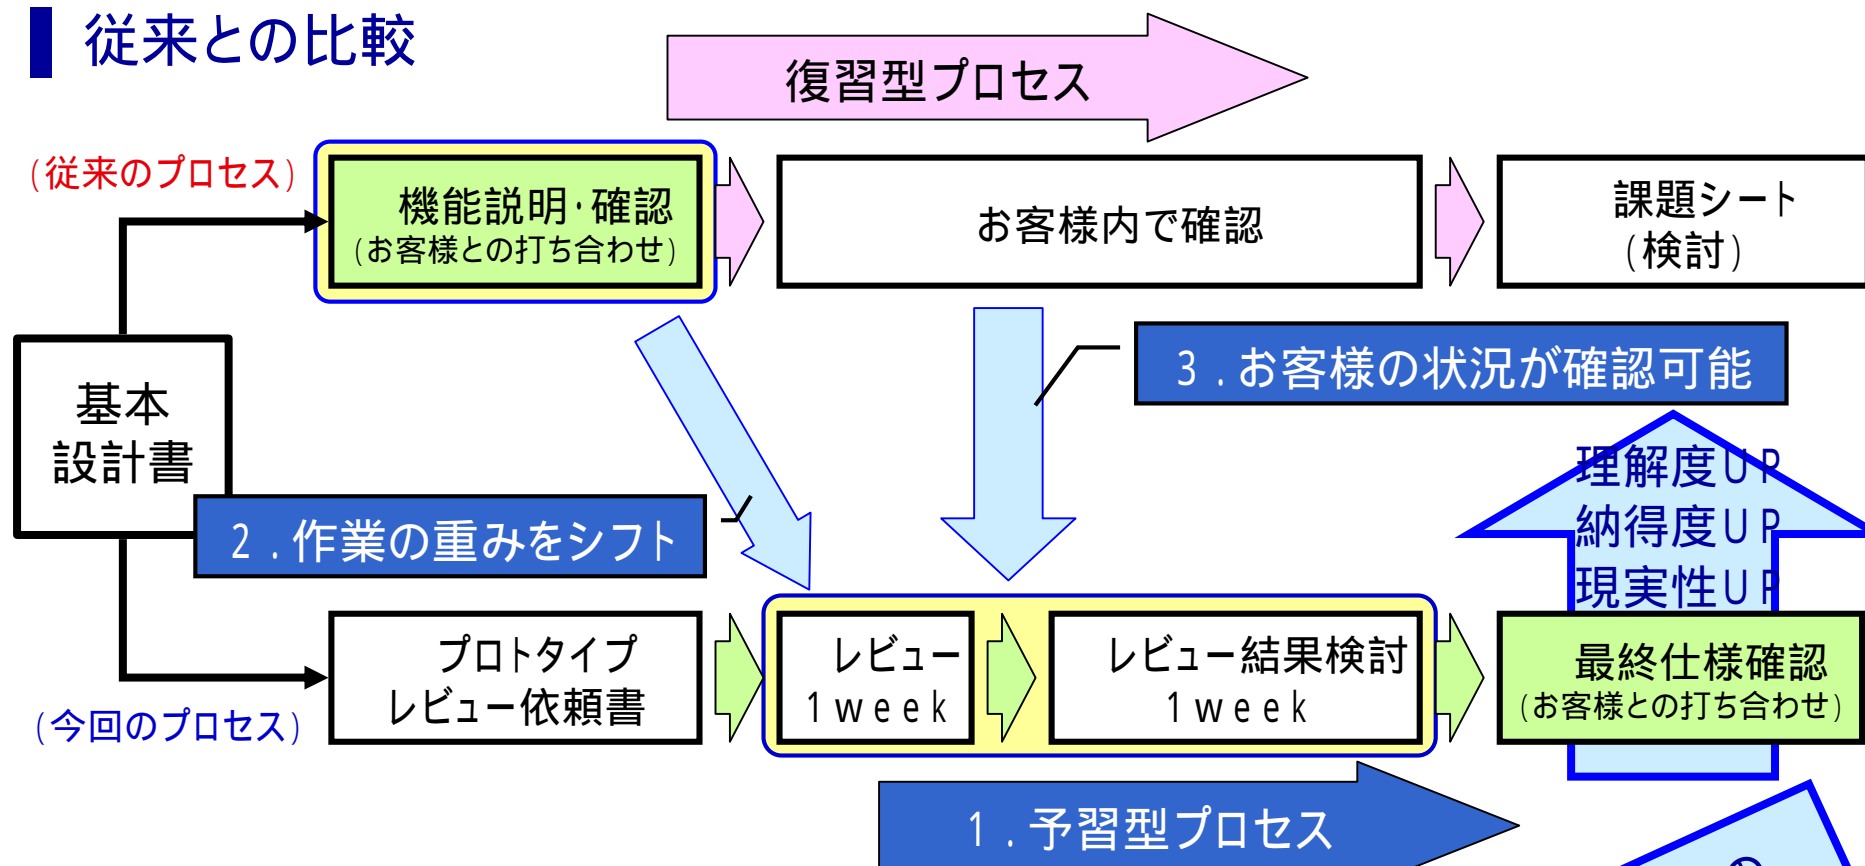 従来との比較
復習型プロセス
(従来のプロセス)
機能説明・確認
(お客様との打ち合わせ)
お客様内で確認
課題シート
(検討)
基本
設計書
3．お客様の状況が確認可能
2．作業の重みをシフト
理解度UP
納得度UP
現実性UP
プロトタイプ
レビュー依頼書
レビュー
1week
レビュー結果検討
1week
最終仕様確認
(お客様との打ち合わせ)
(今回のプロセス)
1．予習型プロセス